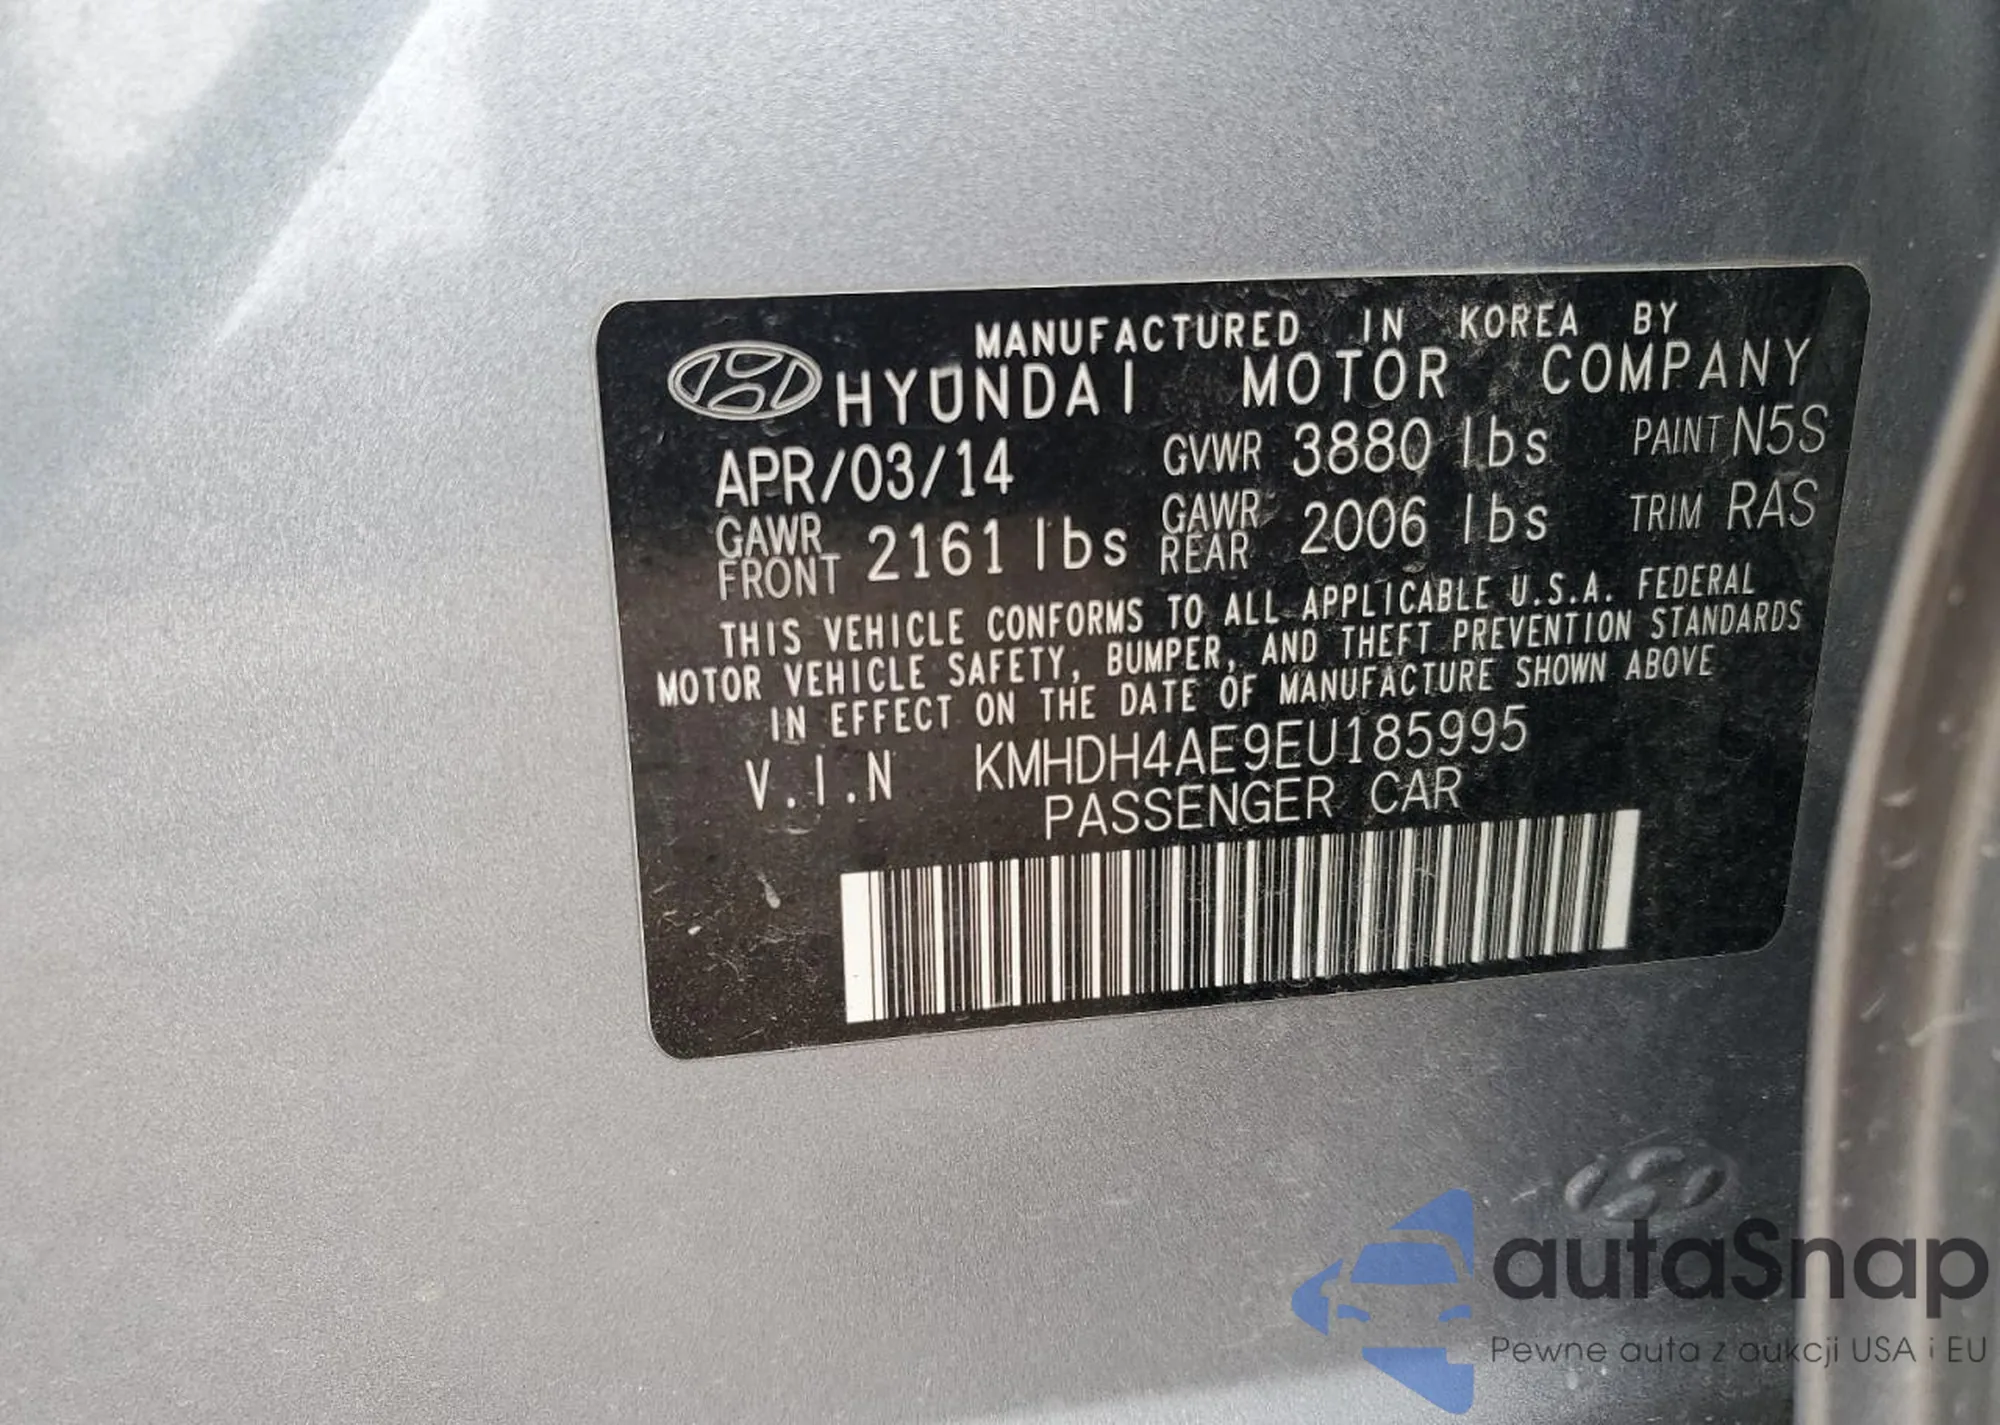 MANUFACTURED IN KOREA BY
HYUNDAI MOTOR COMPANY
APR/03/14 GVWR 3880 lbs PAINT N5S
GAWR FRONT 2161 lbs GAWR REAR 2006 lbs TRIM RAS
THIS VEHICLE CONFORMS TO ALL APPLICABLE U.S.A. FEDERAL
MOTOR VEHICLE SAFETY, BUMPER, AND THEFT PREVENTION STANDARDS
IN EFFECT ON THE DATE OF MANUFACTURE SHOWN ABOVE
V.I.N KMHDH4AE9EU185995
PASSENGER CAR
autaSnap
Pewne auta z aukcji USA i EU